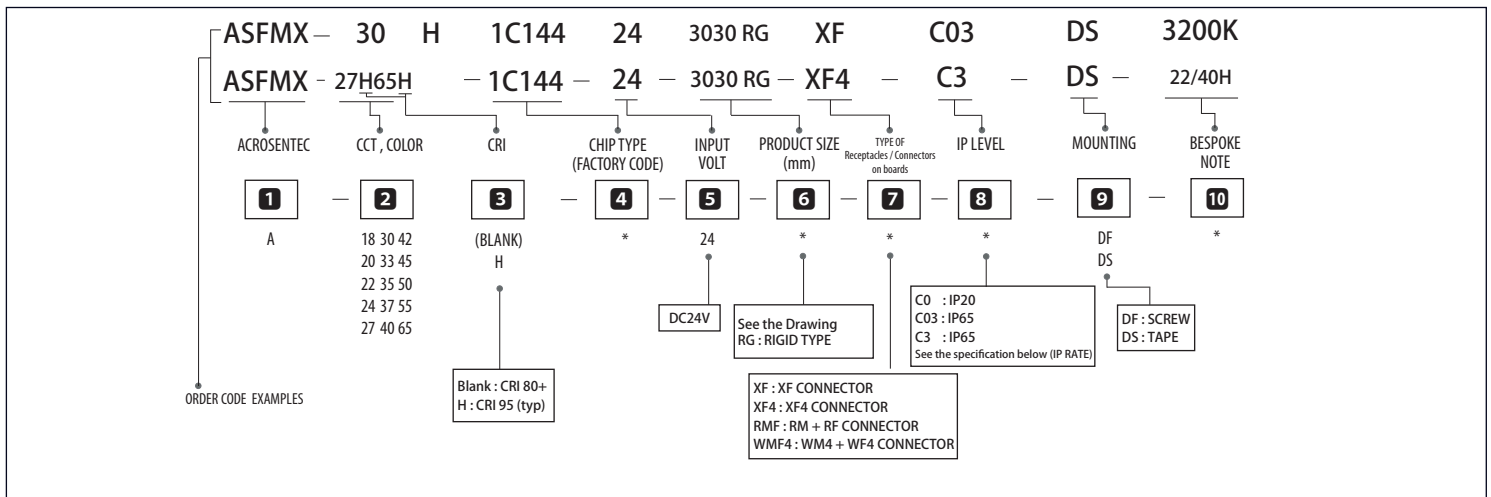 ASFMX – 30 H 1C144 24 3030 RG XF C03 DS 3200K
ASFMX - 27H65H – 1C144 – 24 – 3030 RG – XF4 – C3 – DS – 22/40H
ACROSENTEC CCT , COLOR CRI CHIP TYPE (FACTORY CODE) INPUT VOLT PRODUCT SIZE (mm) TYPE OF Receptacles / Connectors on boards IP LEVEL MOUNTING BESPOKE NOTE
1 – 2 3 – 4 – 5 – 6 – 7 – 8 – 9 – 10
A 18 30 42 (BLANK) * 24 * * * DF *
20 33 45 H DS
22 35 50
24 37 55
27 40 65
DC24V
See the Drawing
RG : RIGID TYPE
C0 : IP20
C03 : IP65
C3 : IP65
See the specification below (IP RATE)
DF : SCREW
DS : TAPE
Blank : CRI 80+
H : CRI 95 (typ)
XF : XF CONNECTOR
XF4 : XF4 CONNECTOR
RMF : RM + RF CONNECTOR
WMF4 : WM4 + WF4 CONNECTOR
ORDER CODE EXAMPLES